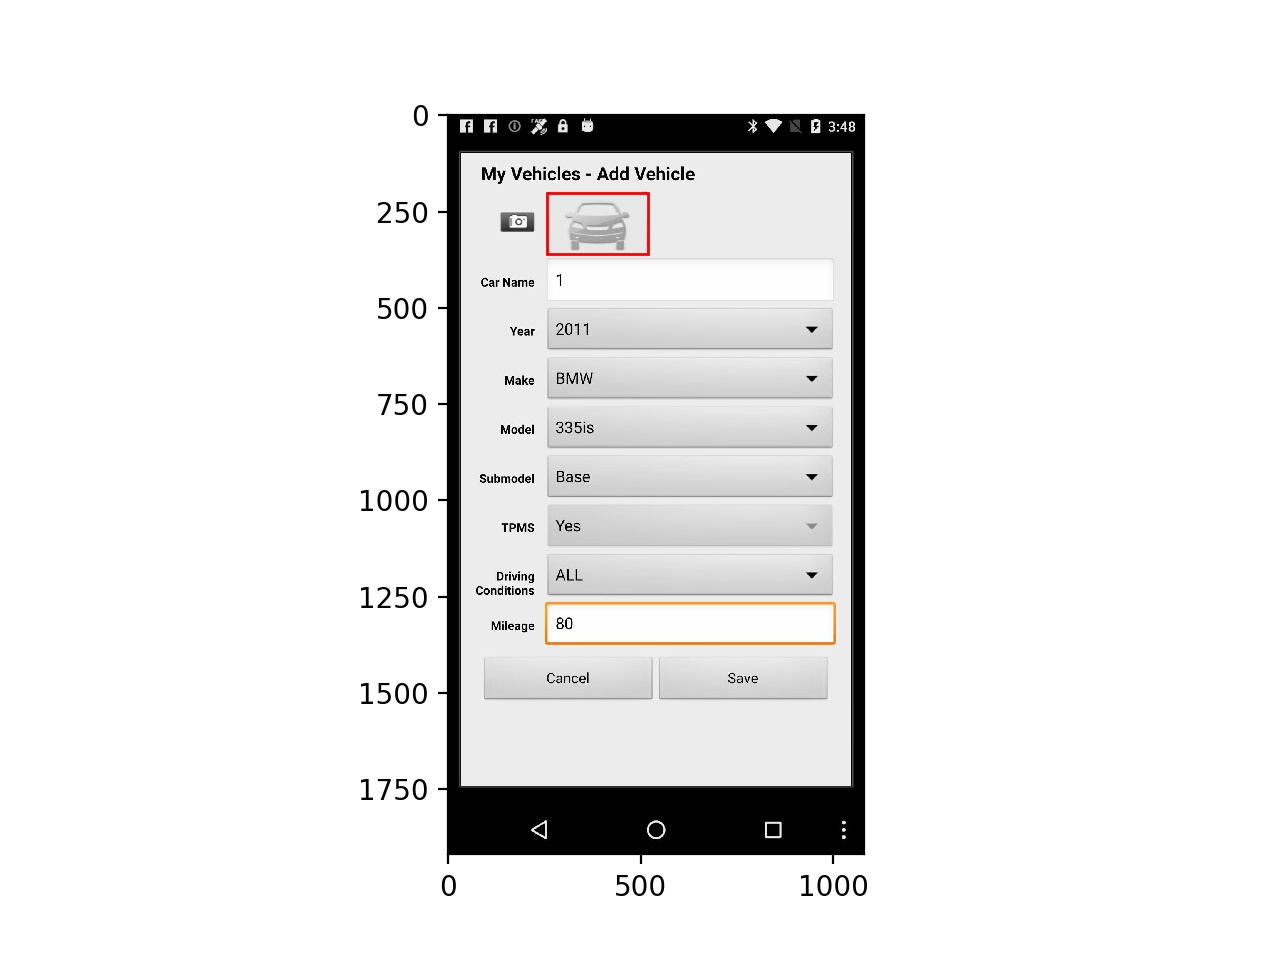 0
3:48
My Vehicles - Add Vehicle
250
Car Name 1
500
Year 2011
Make BMW
750
Model 335is
Submodel Base
1000
TPMS Yes
Driving Conditions ALL
1250
Mileage 80
Cancel Save
1500
1750
0 500 1000